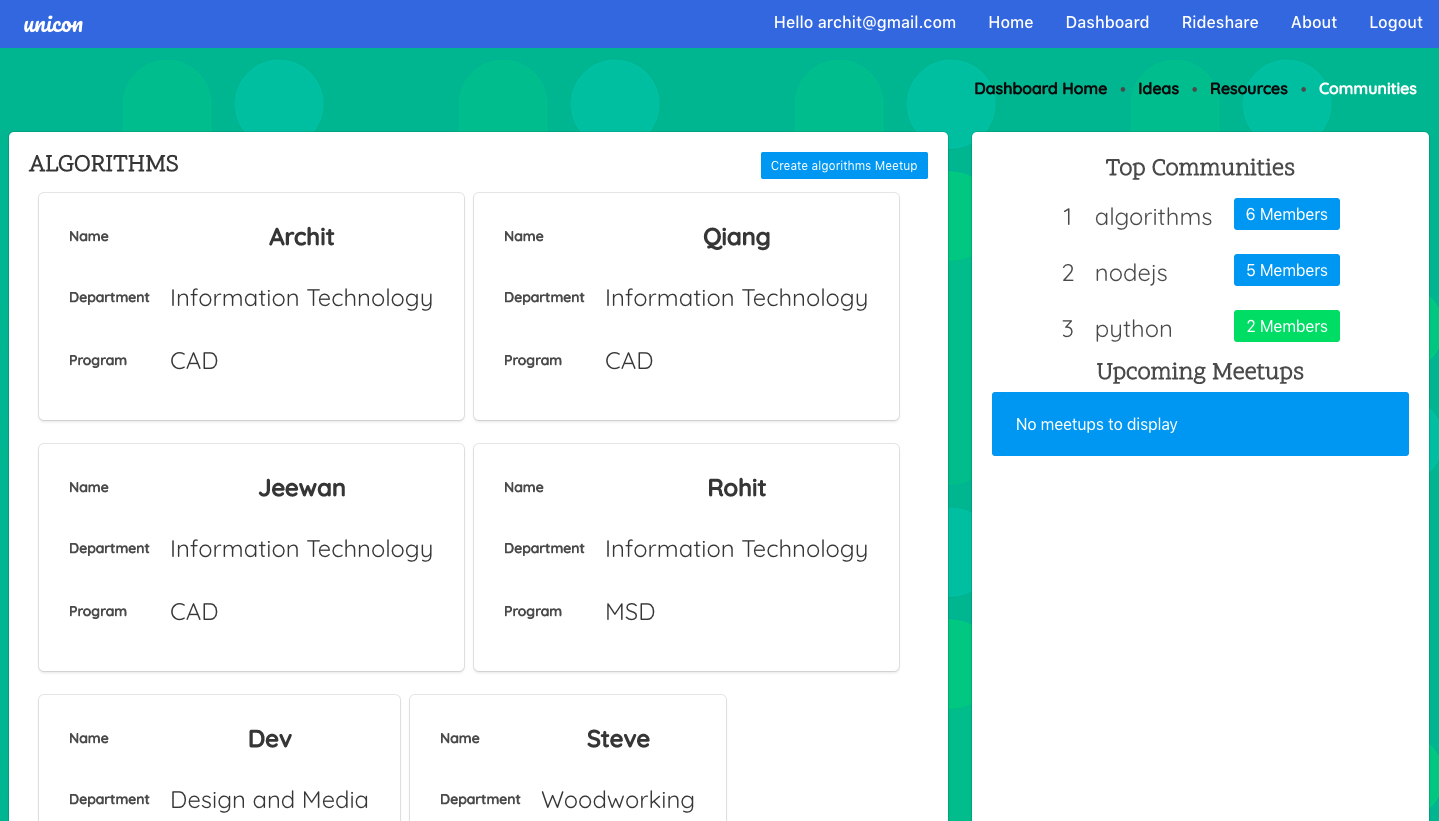 unicon
Hello archit@gmail.com Home Dashboard Rideshare About Logout
Dashboard Home • Ideas • Resources • Communities
ALGORITHMS
Create algorithms Meetup
Name Archit
Department Information Technology
Program CAD
Name Qiang
Department Information Technology
Program CAD
Name Jeewan
Department Information Technology
Program CAD
Name Rohit
Department Information Technology
Program MSD
Name Dev
Department Design and Media
Name Steve
Department Woodworking
Top Communities
1 algorithms 6 Members
2 nodejs 5 Members
3 python 2 Members
Upcoming Meetups
No meetups to display